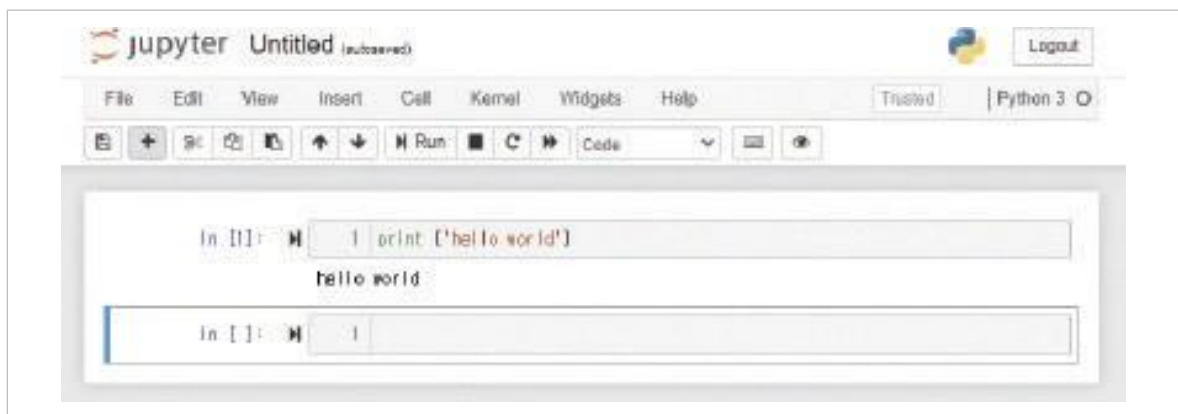 jupyter Untitled (autosaved) Logout
File Edit View Insert Cell Kernel Widgets Help Trusted Python 3
Run Code
In [1]: 1 print ('hello world')
hello world
In [ ]: 1